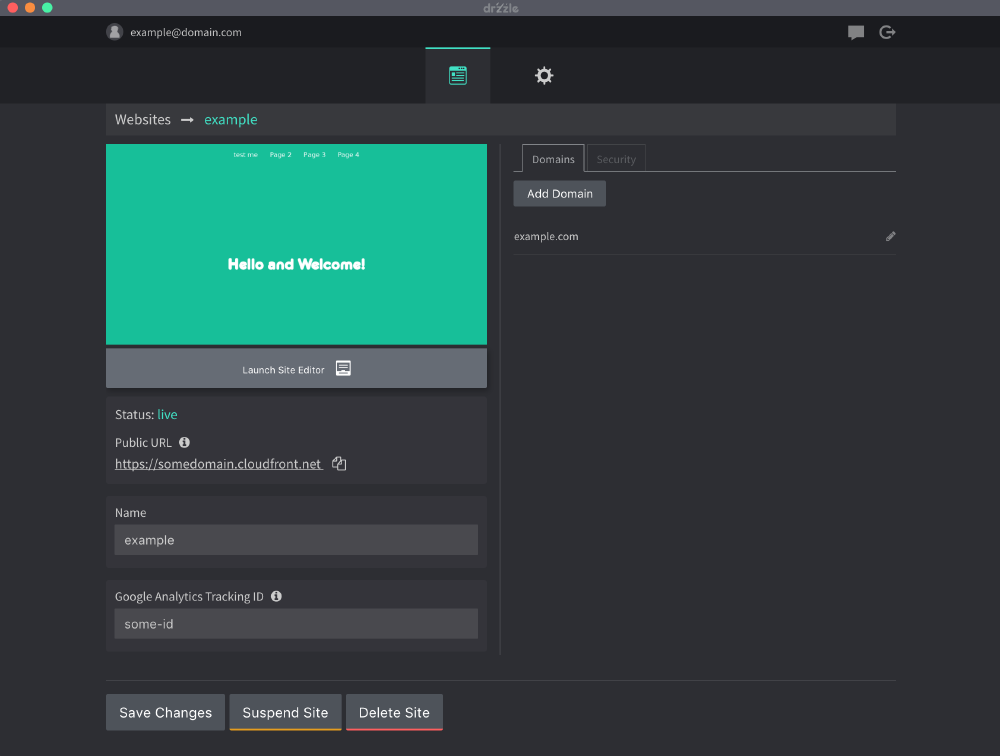 drizzle
example@domain.com
Websites → example
test me Page 2 Page 3 Page 4
Hello and Welcome!
Launch Site Editor
Status: live
Public URL
https://somedomain.cloudfront.net
Name
example
Google Analytics Tracking ID
some-id
Domains Security
Add Domain
example.com
Save Changes Suspend Site Delete Site